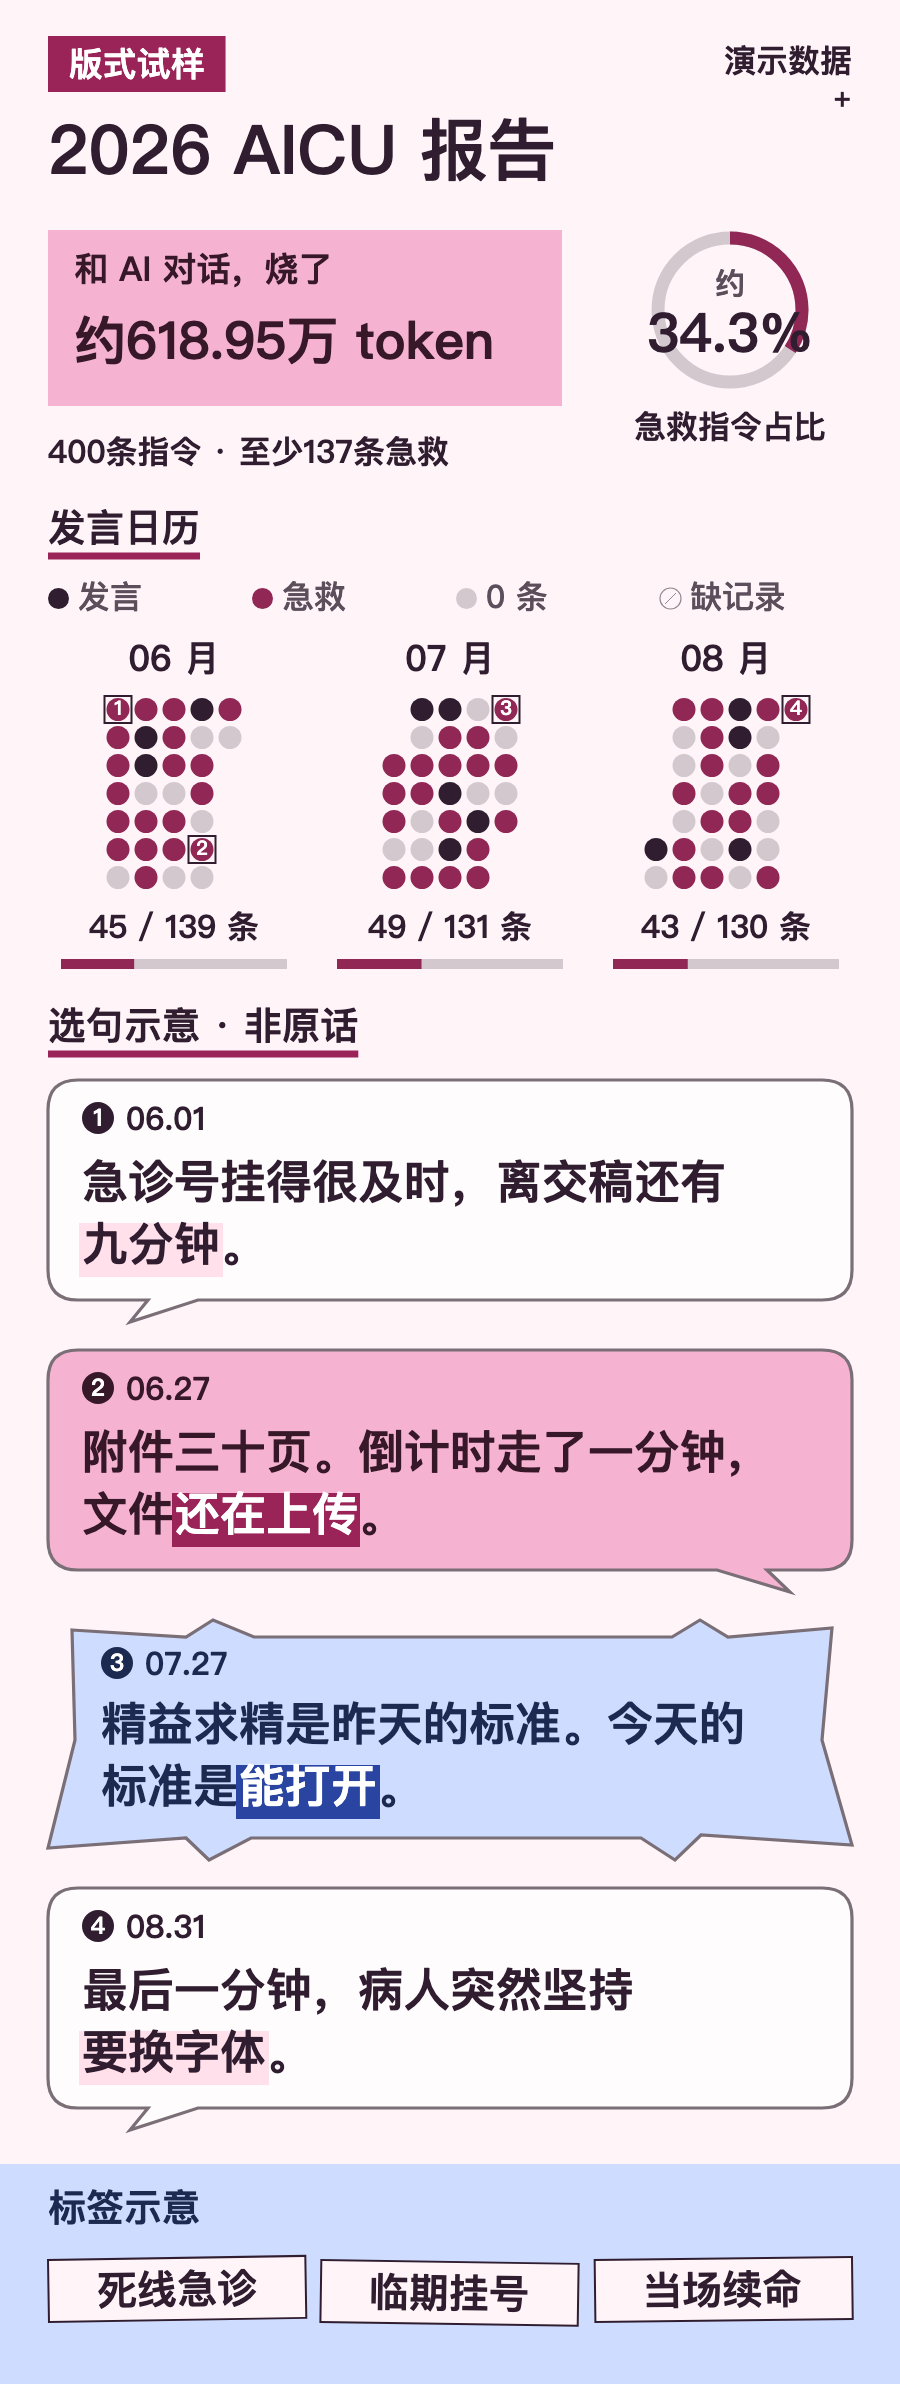 版式试样
演示数据
+
2026 AICU 报告
和 AI 对话，烧了
约618.95万 token
约
34.3%
急救指令占比
400条指令 · 至少137条急救
发言日历
发言
急救
0 条
缺记录
06 月
07 月
08 月
1
3
4
2
45 / 139 条
49 / 131 条
43 / 130 条
选句示意 · 非原话
1 06.01
急诊号挂得很及时，离交稿还有
九分钟。
2 06.27
附件三十页。倒计时走了一分钟，
文件还在上传。
3 07.27
精益求精是昨天的标准。今天的
标准是能打开。
4 08.31
最后一分钟，病人突然坚持
要换字体。
标签示意
死线急诊
临期挂号
当场续命